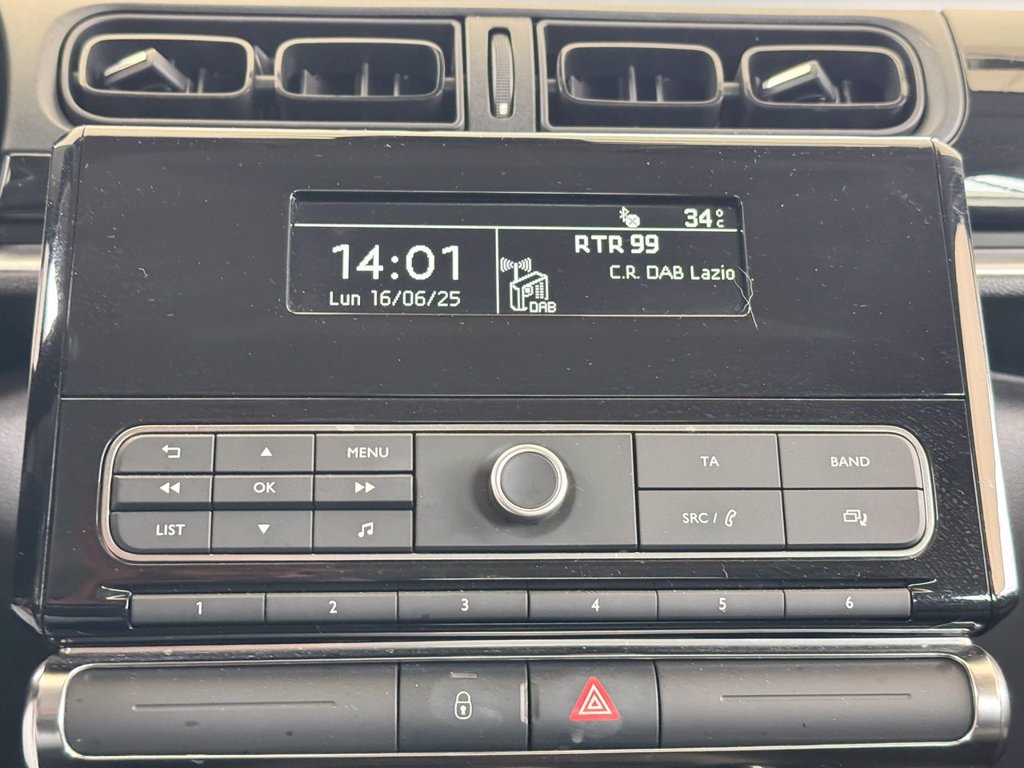 34°C
14:01
RTR 99
C.R. DAB Lazio
Lun 16/06/25
DAB
MENU
TA
BAND
OK
LIST
SRC /
1 2 3 4 5 6